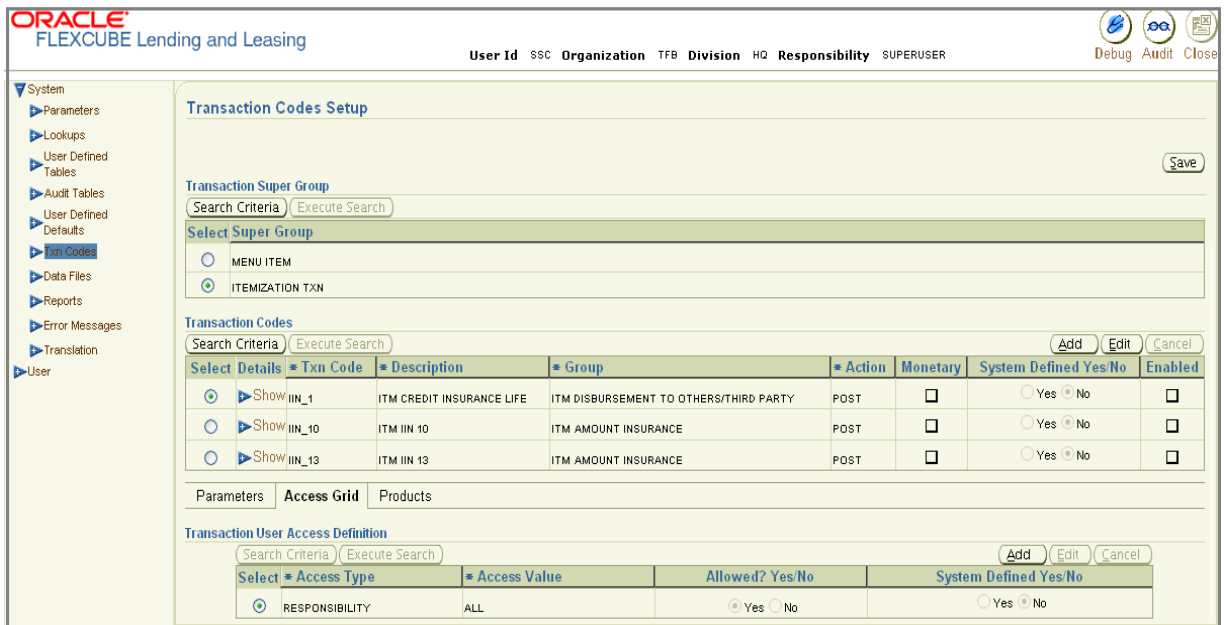 ORACLE
FLEXCUBE Lending and Leasing
User Id SSC Organization TFB Division HQ Responsibility SUPERUSER
Debug Audit Close
System
Parameters
Lookups
User Defined
Tables
Audit Tables
User Defined
Defaults
Txn Codes
Data Files
Reports
Error Messages
Translation
User
Transaction Codes Setup
Save
Transaction Super Group
Search Criteria Execute Search
Select Super Group
MENU ITEM
ITEMIZATION TXN
Transaction Codes
Search Criteria Execute Search Add Edit Cancel
Select Details * Txn Code * Description * Group * Action Monetary System Defined Yes/No Enabled
Show IIN_1 ITM CREDIT INSURANCE LIFE ITM DISBURSEMENT TO OTHERS/THIRD PARTY POST Yes No
Show IIN_10 ITM IIN 10 ITM AMOUNT INSURANCE POST Yes No
Show IIN_13 ITM IIN 13 ITM AMOUNT INSURANCE POST Yes No
Parameters Access Grid Products
Transaction User Access Definition
Search Criteria Execute Search Add Edit Cancel
Select * Access Type * Access Value Allowed? Yes/No System Defined Yes/No
RESPONSIBILITY ALL Yes No Yes No